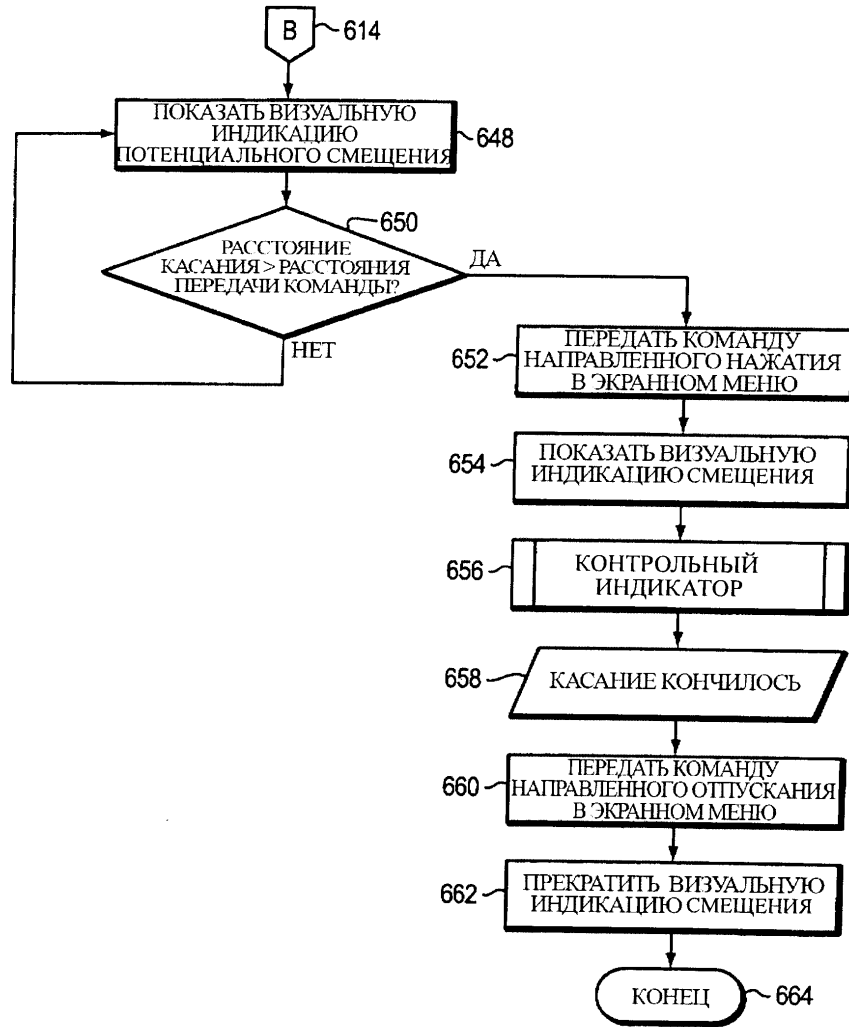 В
614
ПОКАЗАТЬ ВИЗУАЛЬНУЮ
ИНДИКАЦИЮ
ПОТЕНЦИАЛЬНОГО СМЕЩЕНИЯ
648
650
РАССТОЯНИЕ
КАСАНИЯ > РАССТОЯНИЯ
ПЕРЕДАЧИ КОМАНДЫ?
ДА
НЕТ
652
ПЕРЕДАТЬ КОМАНДУ
НАПРАВЛЕННОГО НАЖАТИЯ
В ЭКРАННОМ МЕНЮ
654
ПОКАЗАТЬ ВИЗУАЛЬНУЮ
ИНДИКАЦИЮ СМЕЩЕНИЯ
656
КОНТРОЛЬНЫЙ
ИНДИКАТОР
658
КАСАНИЕ КОНЧИЛОСЬ
660
ПЕРЕДАТЬ КОМАНДУ
НАПРАВЛЕННОГО ОТПУСКАНИЯ
В ЭКРАННОМ МЕНЮ
662
ПРЕКРАТИТЬ ВИЗУАЛЬНУЮ
ИНДИКАЦИЮ СМЕЩЕНИЯ
КОНЕЦ
664